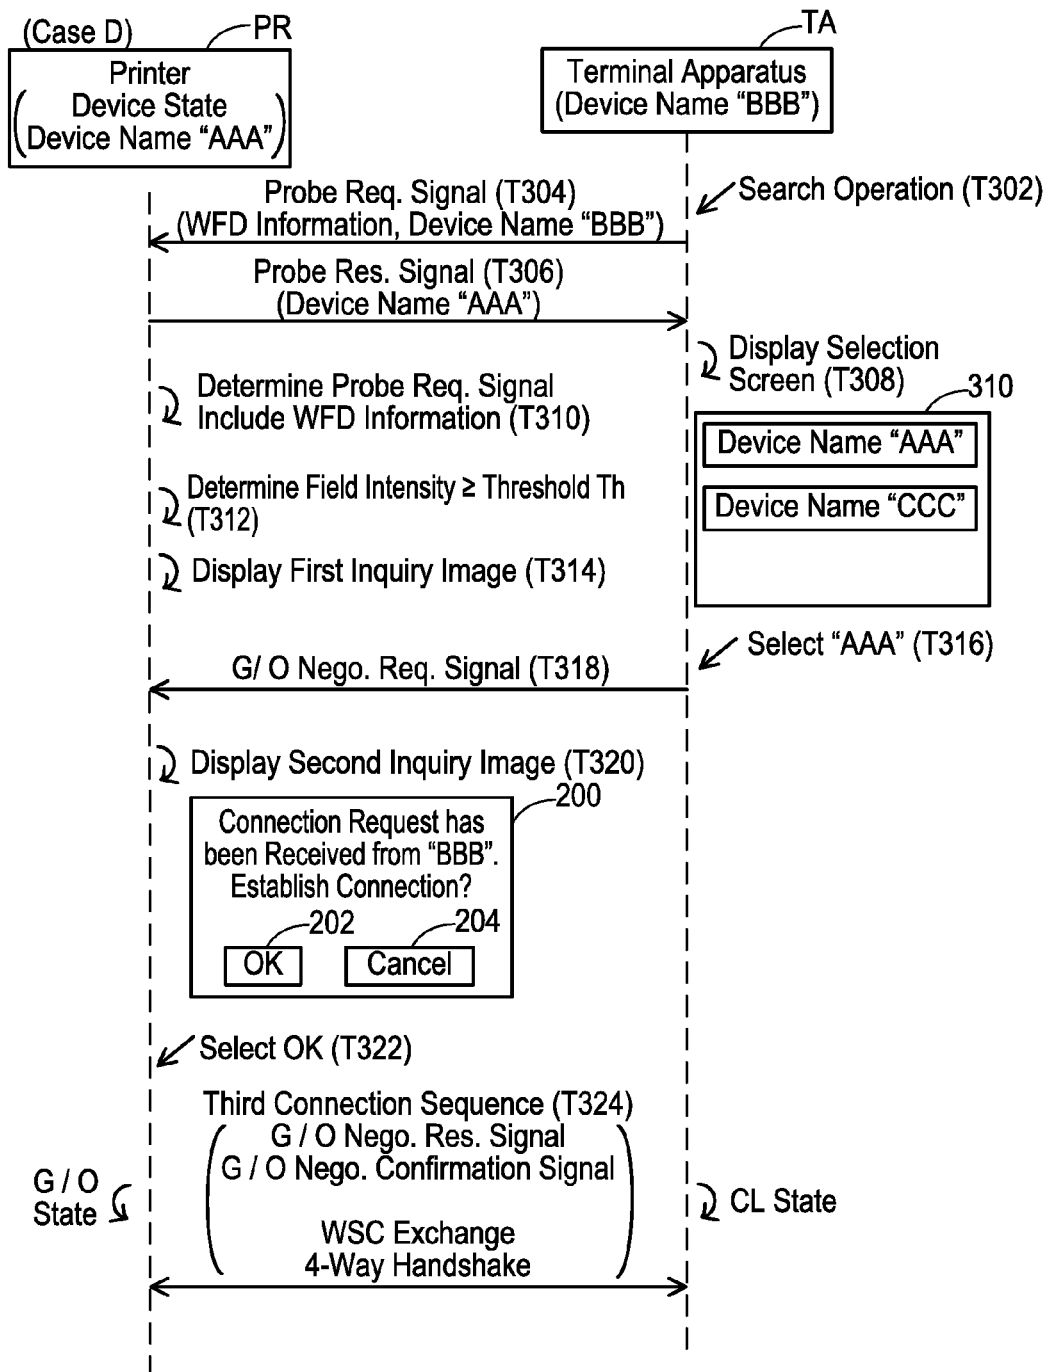 (Case D)
PR
Printer
Device State
Device Name “AAA”
TA
Terminal Apparatus
(Device Name “BBB”)
Search Operation (T302)
Probe Req. Signal (T304)
(WFD Information, Device Name “BBB”)
Probe Res. Signal (T306)
(Device Name “AAA”)
Display Selection
Screen (T308)
310
Device Name “AAA”
Device Name “CCC”
Determine Probe Req. Signal
Include WFD Information (T310)
Determine Field Intensity ≥ Threshold Th
(T312)
Display First Inquiry Image (T314)
Select “AAA” (T316)
G/ O Nego. Req. Signal (T318)
Display Second Inquiry Image (T320)
200
Connection Request has
been Received from “BBB”.
Establish Connection?
202
204
OK
Cancel
Select OK (T322)
Third Connection Sequence (T324)
G / O Nego. Res. Signal
G / O Nego. Confirmation Signal
WSC Exchange
4-Way Handshake
G / O
State
CL State